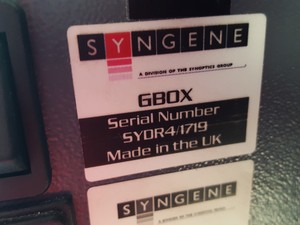 SYNGENE
A DIVISION OF THE SYNOPTICS GROUP
GBOX
Serial Number
SYDR4/1719
Made in the UK
SYNGENE